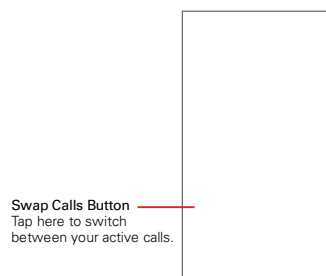 Swap Calls Button
Tap here to switch
between your active calls.